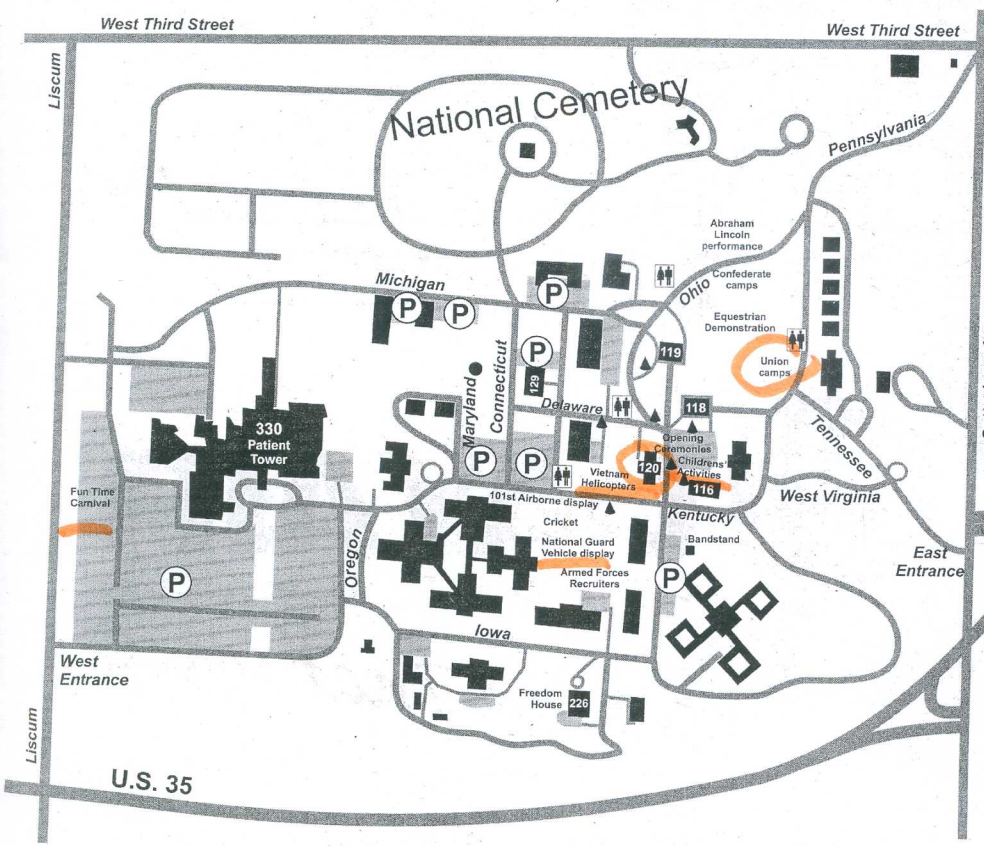 West Third Street
West Third Street
Liscum
National Cemetery
Pennsylvania
Abraham
Lincoln
performance
Michigan
Ohio
Confederate
camps
P
P
P
Equestrian
Demonstration
P
119
Union
camps
129
Maryland
Connecticut
Delaware
118
330
Patient
Tower
Opening
Ceremonies
Tennessee
P
P
120
Childrens'
Activities
Vietnam
Helicopters
116
West Virginia
Fun Time
Carnival
101st Airborne display
Kentucky
Cricket
National Guard
Vehicle display
Bandstand
Oregon
East
Entrance
P
Armed Forces
Recruiters
P
Iowa
West
Entrance
Freedom
House
226
Liscum
U.S. 35